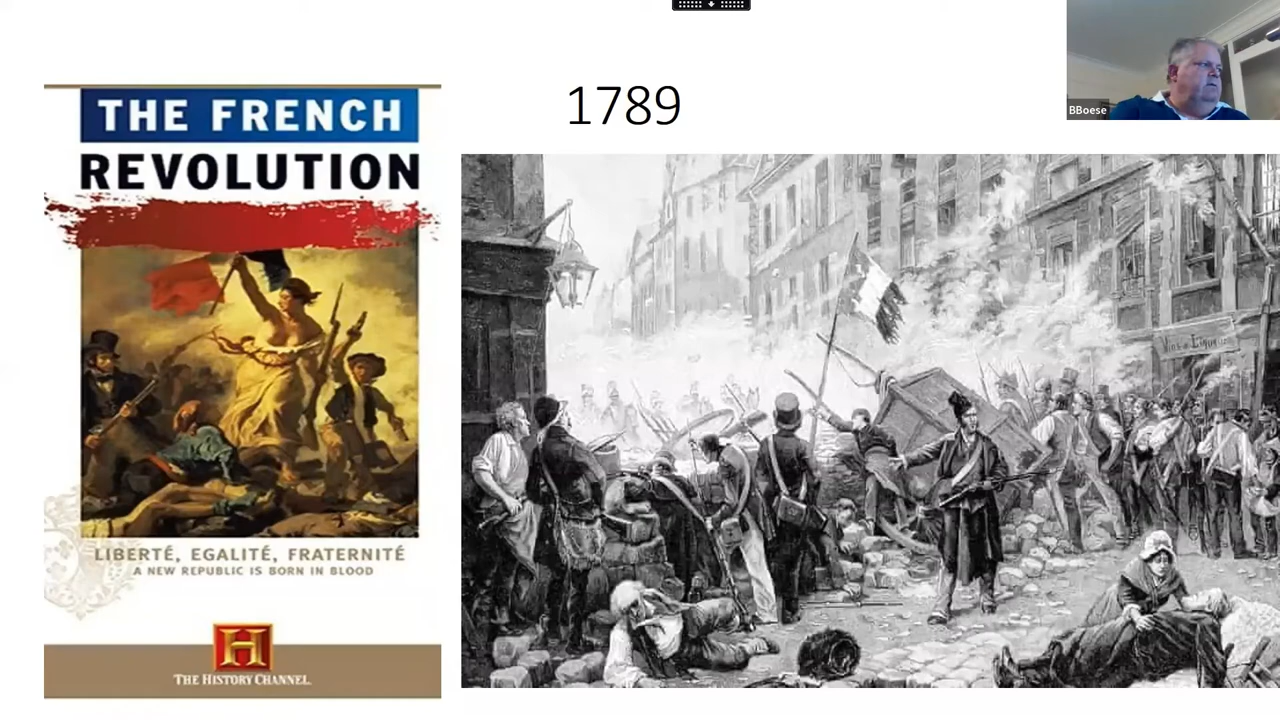 1789
BBoese
THE FRENCH
REVOLUTION
LIBERTÉ, EGALITÉ, FRATERNITÉ
A NEW REPUBLIC IS BORN IN BLOOD
H
THE HISTORY CHANNEL